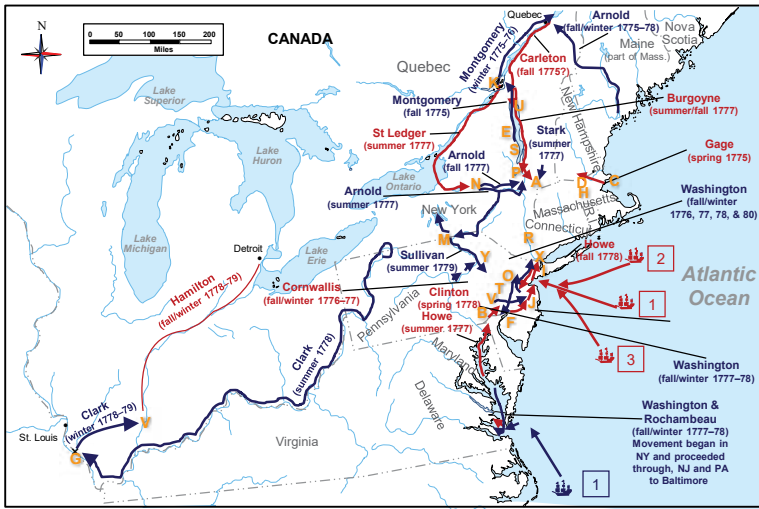 N
0
50
100
150
200
Miles
CANADA
Quebec
Arnold
(fall/winter 1775–78)
Nova
Scotia
Maine
(part of Mass.)
Montgomery
(winter 1775-76)
Carleton
(fall 1775?)
Quebec
Lake
Superior
K
Montgomery
(fall 1775)
U
Burgoyne
(summer/fall 1777)
New Hampshire
St Ledger
(summer 1777)
E
S
Stark
(summer
1777)
Lake
Huron
Arnold
(fall 1777)
P
Gage
(spring 1775)
Lake
Ontario
N
A
D
C
H
Arnold
(summer 1777)
Massachusetts
Washington
(fall/winter
1776, 77, 78, & 80)
New York
Connecticut
R.I.
Lake
Michigan
M
R
Detroit
Lake
Erie
Sullivan
(summer 1779)
Y
X
Howe
(fall 1778)
2
Atlantic
Ocean
Hamilton
(fall/winter 1778–79)
Cornwallis
(fall/winter 1776–77)
O
T
Clinton
(spring 1778)
V
J
1
Pennsylvania
B
F
Howe
(summer 1777)
3
Clark
(summer 1778)
Maryland
Washington
(fall/winter 1777–78)
Delaware
Clark
(winter 1778–79)
V
St. Louis
G
Virginia
Washington &
Rochambeau
(fall/winter 1777–78)
Movement began in
NY and proceeded
through, NJ and PA
to Baltimore
1